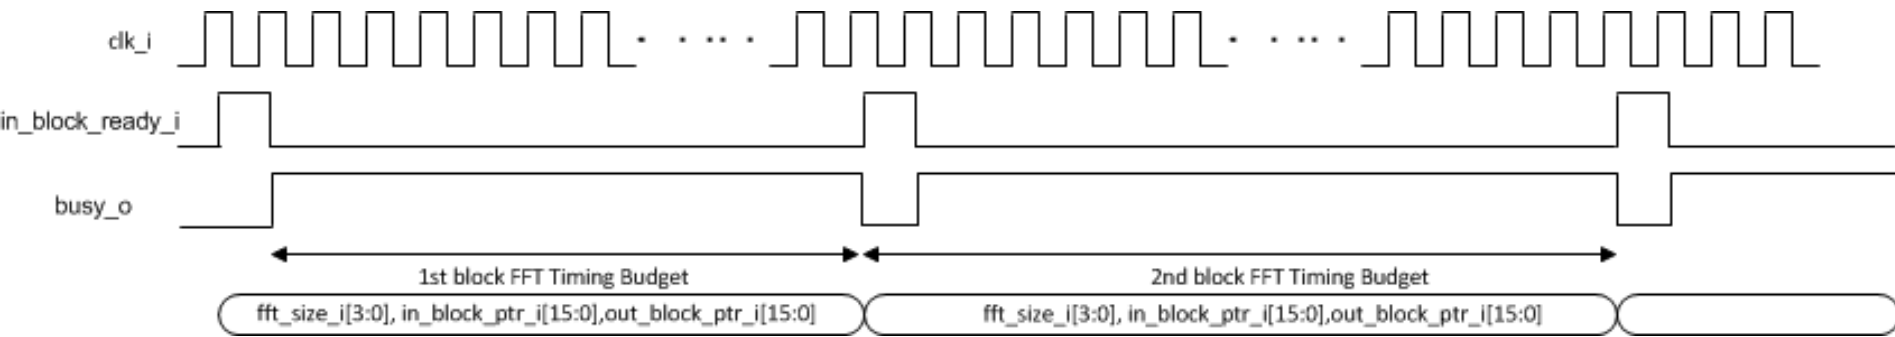 clk_i
in_block_ready_i
busy_o
1st block FFT Timing Budget
2nd block FFT Timing Budget
fft_size_i[3:0], in_block_ptr_i[15:0],out_block_ptr_i[15:0]
fft_size_i[3:0], in_block_ptr_i[15:0],out_block_ptr_i[15:0]